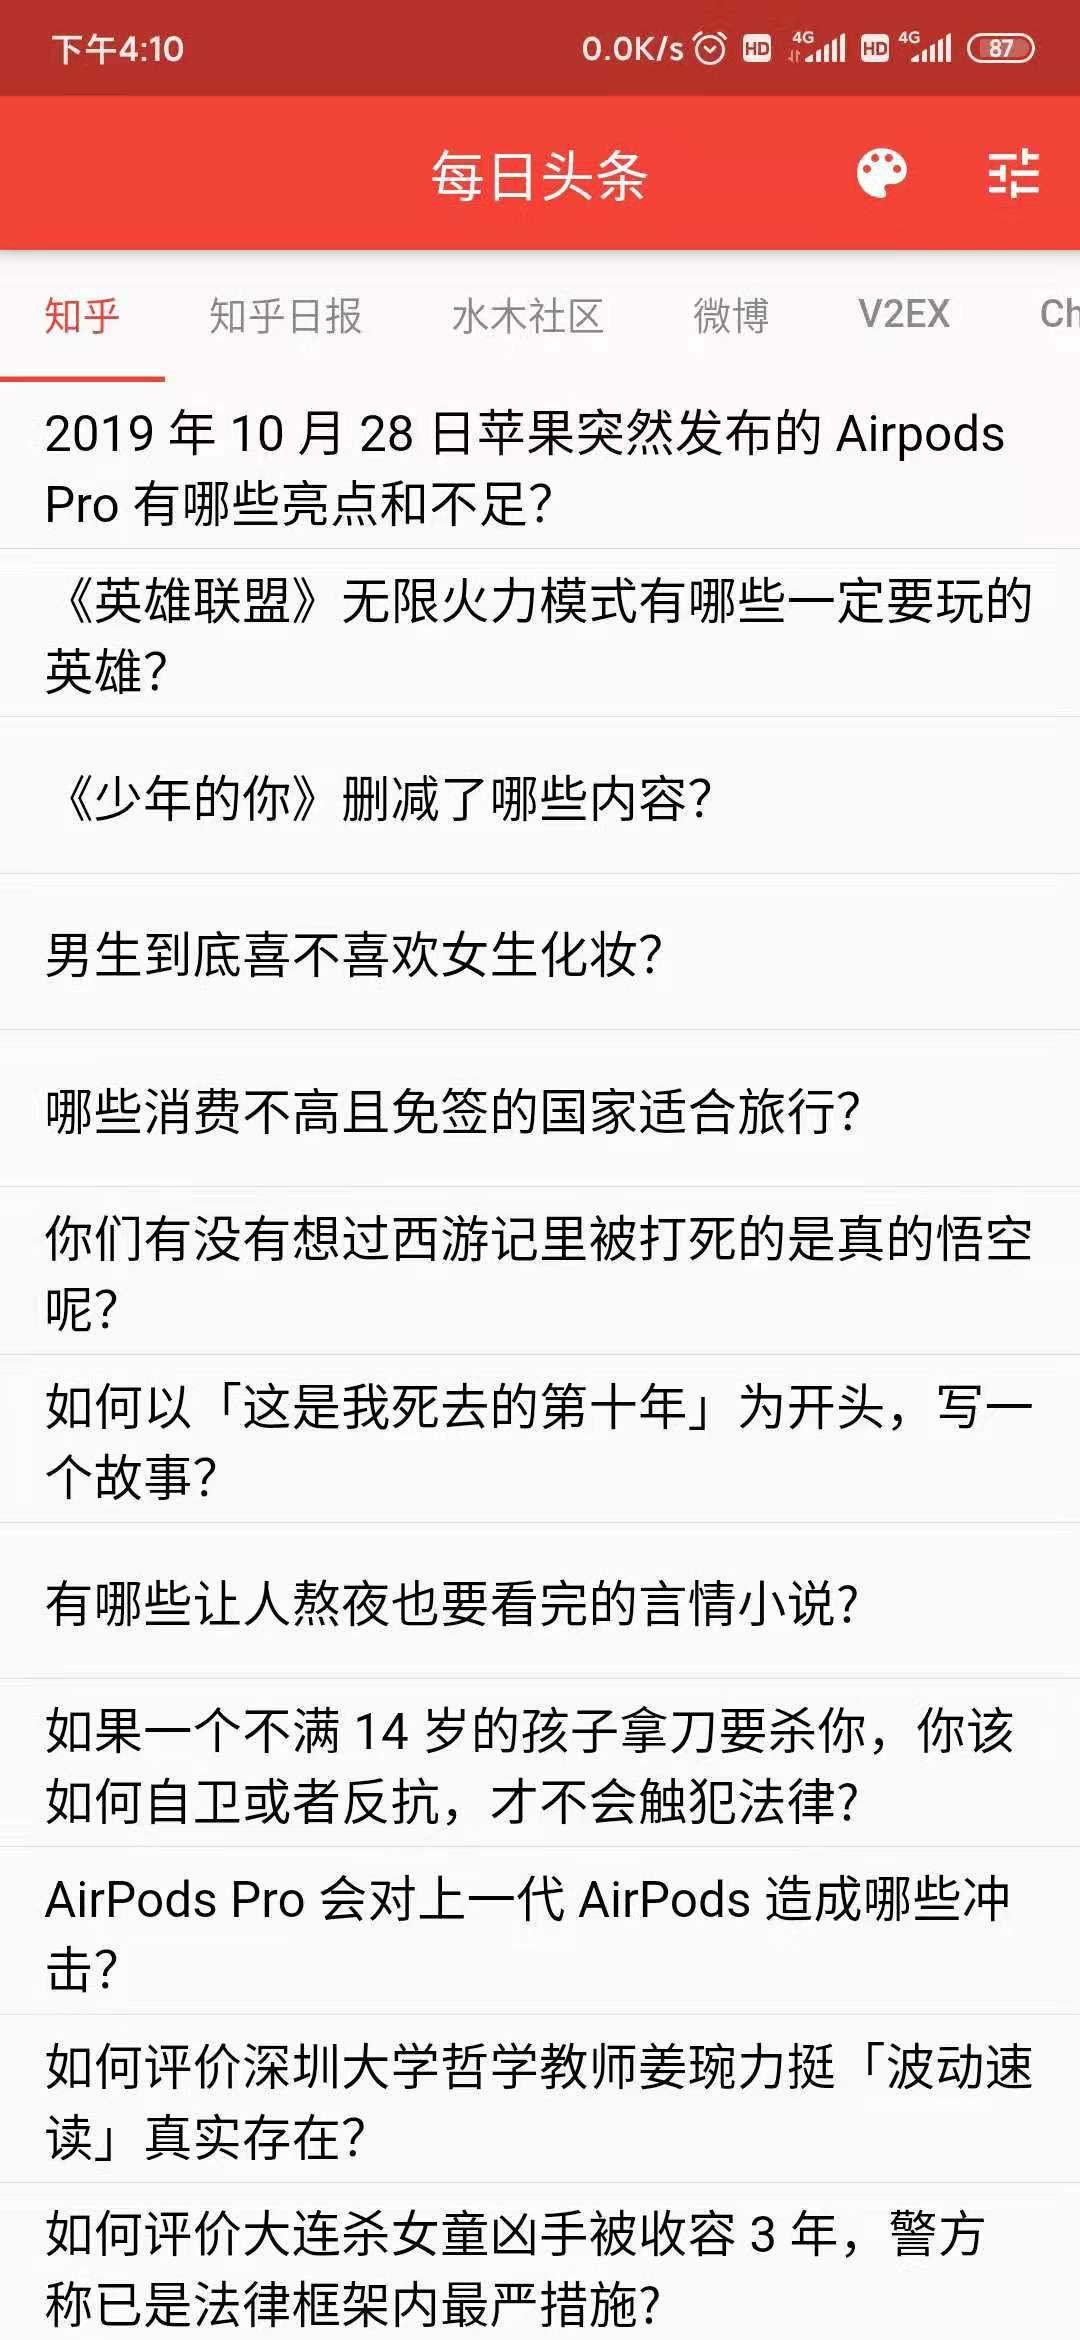 下午4:10
0.0K/s HD 4G HD 4G 87
每日头条
知乎 知乎日报 水木社区 微博 V2EX Ch
2019 年 10 月 28 日苹果突然发布的 Airpods
Pro 有哪些亮点和不足？
《英雄联盟》无限火力模式有哪些一定要玩的
英雄？
《少年的你》删减了哪些内容？
男生到底喜不喜欢女生化妆？
哪些消费不高且免签的国家适合旅行？
你们有没有想过西游记里被打死的是真的悟空
呢？
如何以「这是我死去的第十年」为开头，写一
个故事？
有哪些让人熬夜也要看完的言情小说?
如果一个不满 14 岁的孩子拿刀要杀你，你该
如何自卫或者反抗，才不会触犯法律?
AirPods Pro 会对上一代 AirPods 造成哪些冲
击？
如何评价深圳大学哲学教师姜琬力挺「波动速
读」真实存在？
如何评价大连杀女童凶手被收容 3 年，警方
称已是法律框架内最严措施?